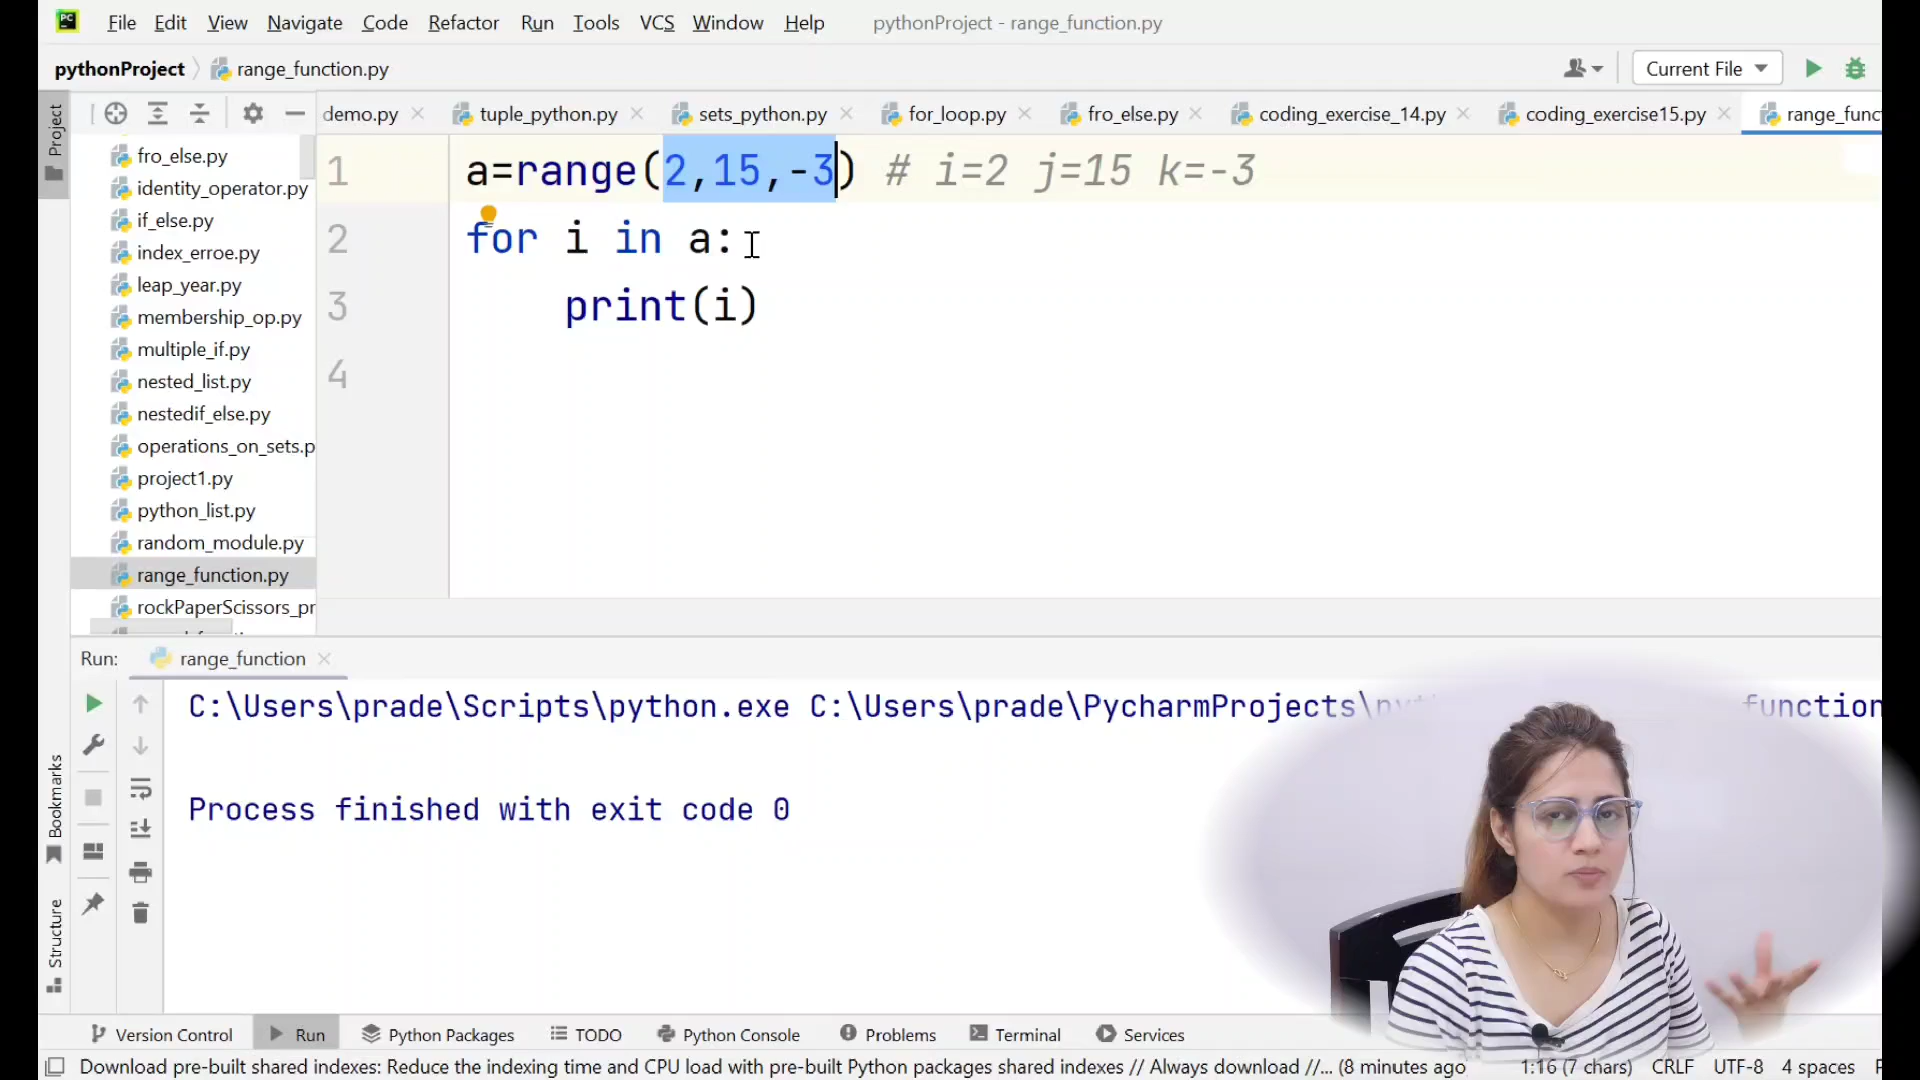 PC File Edit View Navigate Code Refactor Run Tools VCS Window Help pythonProject - range_function.py
pythonProject range_function.py Current File
Project
demo.py tuple_python.py sets_python.py for_loop.py fro_else.py coding_exercise_14.py coding_exercise15.py range_func
fro_else.py
identity_operator.py
if_else.py
index_erroe.py
leap_year.py
membership_op.py
multiple_if.py
nested_list.py
nestedif_else.py
operations_on_sets.p
project1.py
python_list.py
random_module.py
range_function.py
rockPaperScissors_pr
1 a=range(2,15,-3) # i=2 j=15 k=-3
2 for i in a:
3 print(i)
4
Run: range_function
C:\Users\prade\Scripts\python.exe C:\Users\prade\PycharmProjects\py function
Process finished with exit code 0
Bookmarks
Structure
Version Control Run Python Packages TODO Python Console Problems Terminal Services
Download pre-built shared indexes: Reduce the indexing time and CPU load with pre-built Python packages shared indexes // Always download //... (8 minutes ago 1:16 (7 chars) CRLF UTF-8 4 spaces